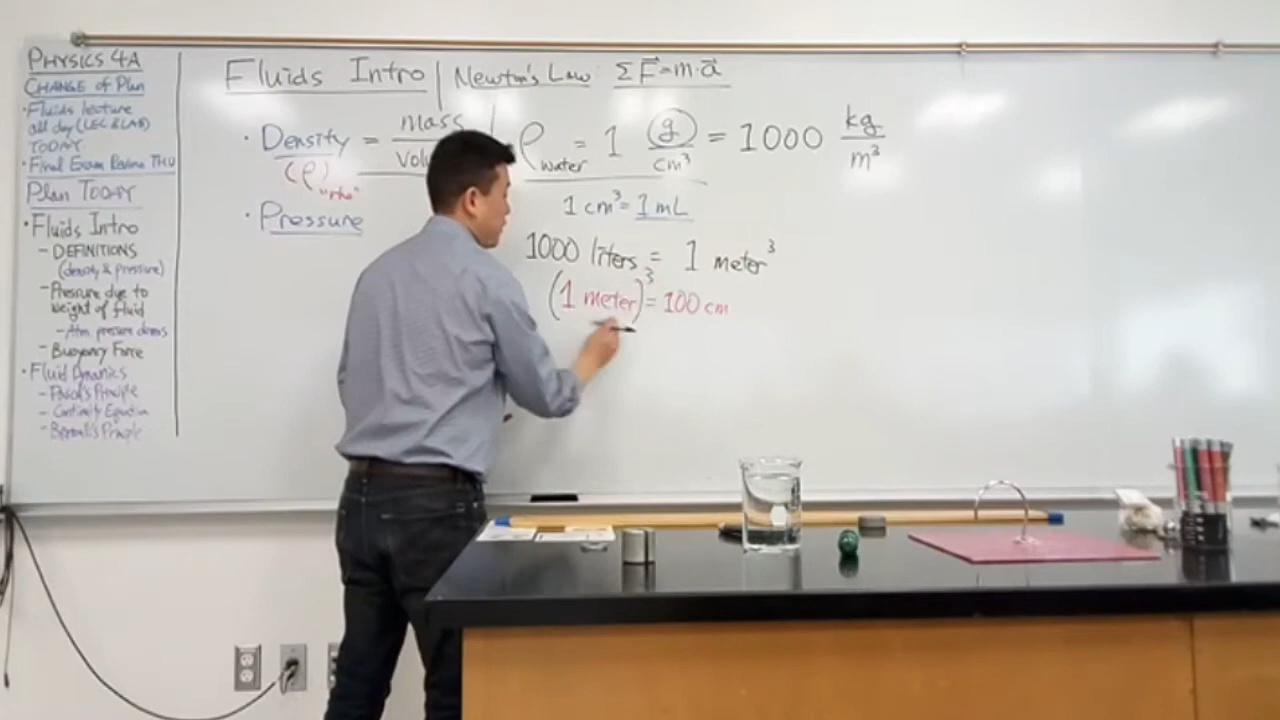 PHYSICS 4A
CHANGE of Plan
· Fluids lecture
all day (LEC & LAB)
TODAY
· Final Exam Review THU
Plan TODAY
· Fluids Intro
- DEFINITIONS
(density & pressure)
- Pressure due to
weight of fluid
- Atm. pressure demos
- Buoyancy Force
· Fluid Dynamics
- Pascal's Principle
- Continuity Equation
- Bernoulli's Principle
Fluids Intro | Newton's Law: ΣF⃗ = m·a⃗
· Density = mass
Volu
(ρ) "rho"
ρwater = 1 g/cm³ = 1000 kg/m³
1 cm³ = 1 mL
· Pressure
1000 liters = 1 meter³
(1 meter)³ = 100 cm